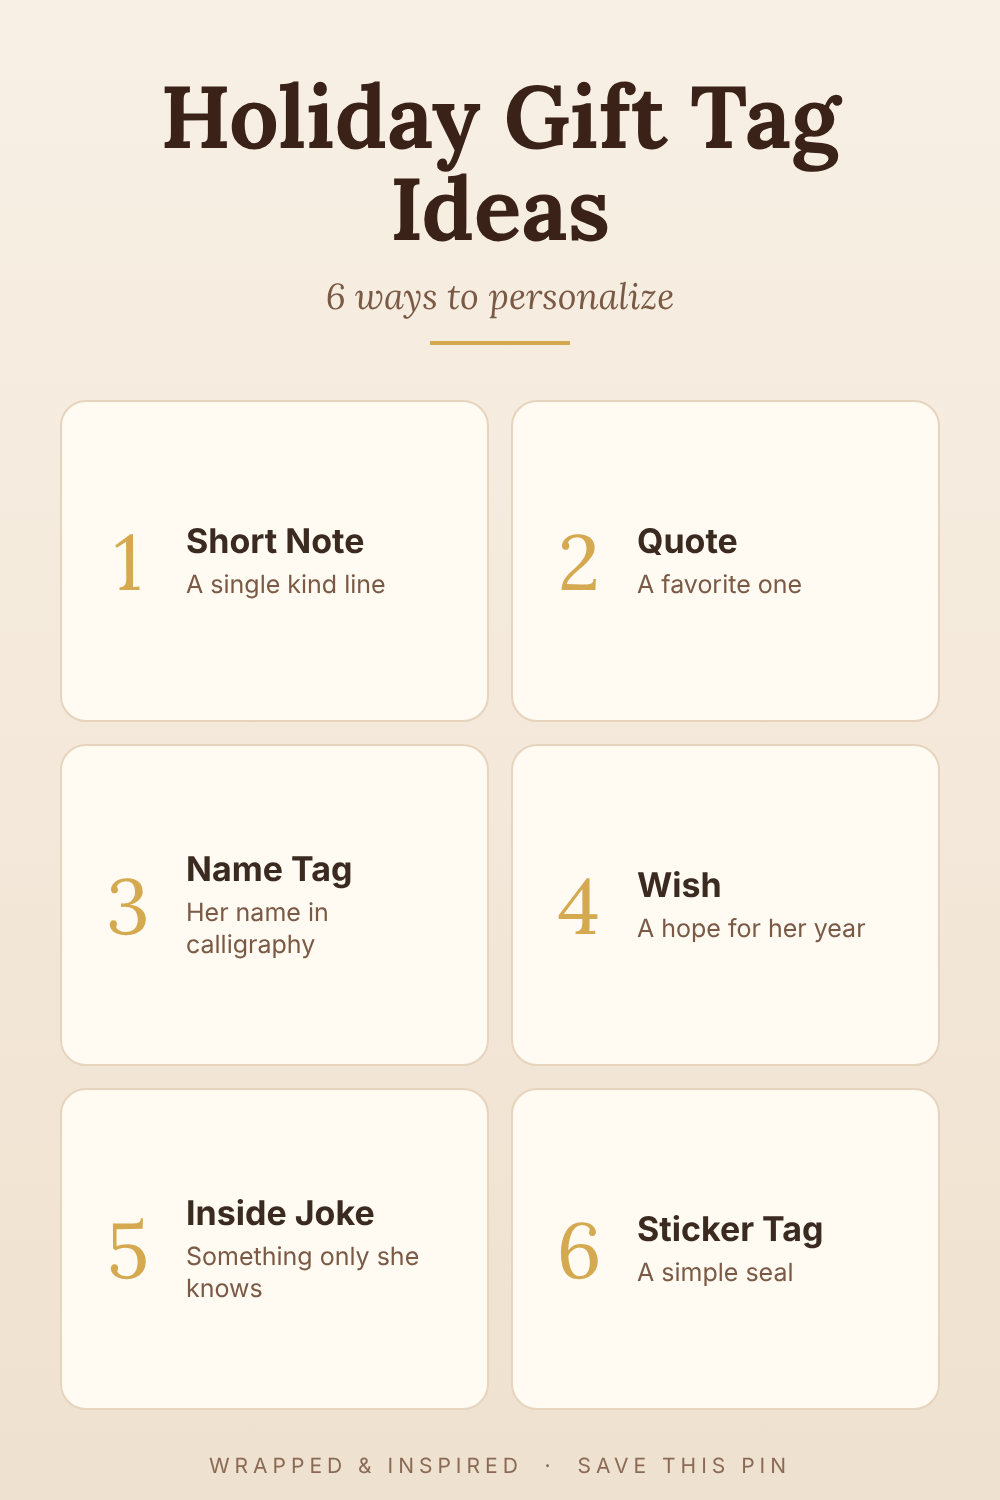 Holiday Gift Tag
Ideas
6 ways to personalize
1
Short Note
A single kind line
2
Quote
A favorite one
3
Name Tag
Her name in
calligraphy
4
Wish
A hope for her year
5
Inside Joke
Something only she
knows
6
Sticker Tag
A simple seal
WRAPPED & INSPIRED · SAVE THIS PIN